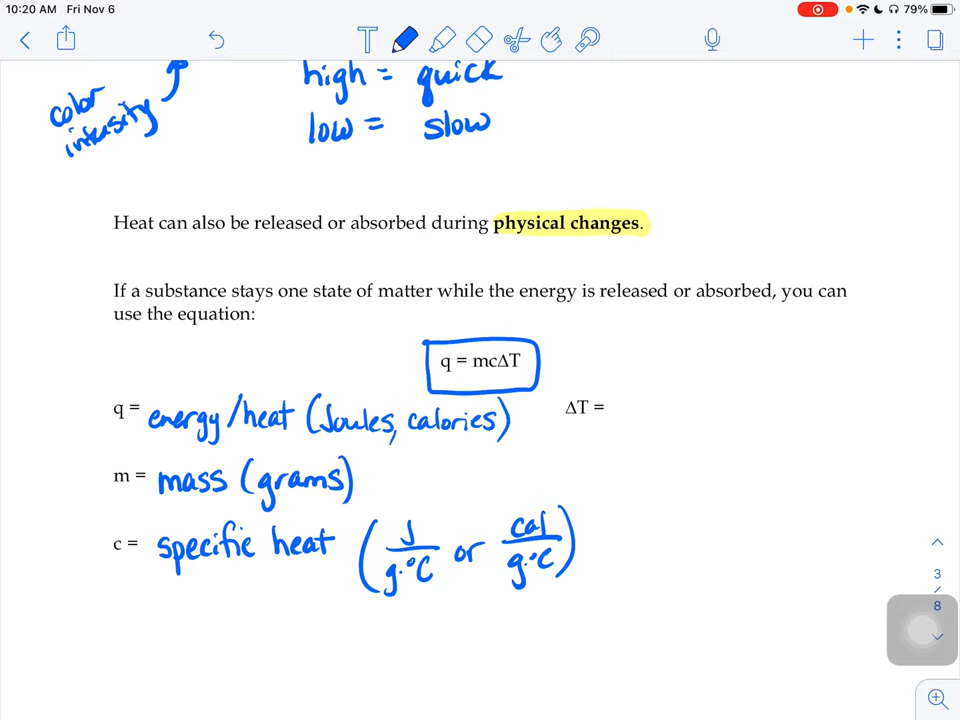 10:20 AM Fri Nov 6
79%
high = quick
color intensity
low = slow
Heat can also be released or absorbed during physical changes.
If a substance stays one state of matter while the energy is released or absorbed, you can
use the equation:
q = mcΔT
q = energy/heat (Joules, calories)
ΔT =
m = mass (grams)
c = specific heat (J/g·°C or cal/g·°C)
3
/
8